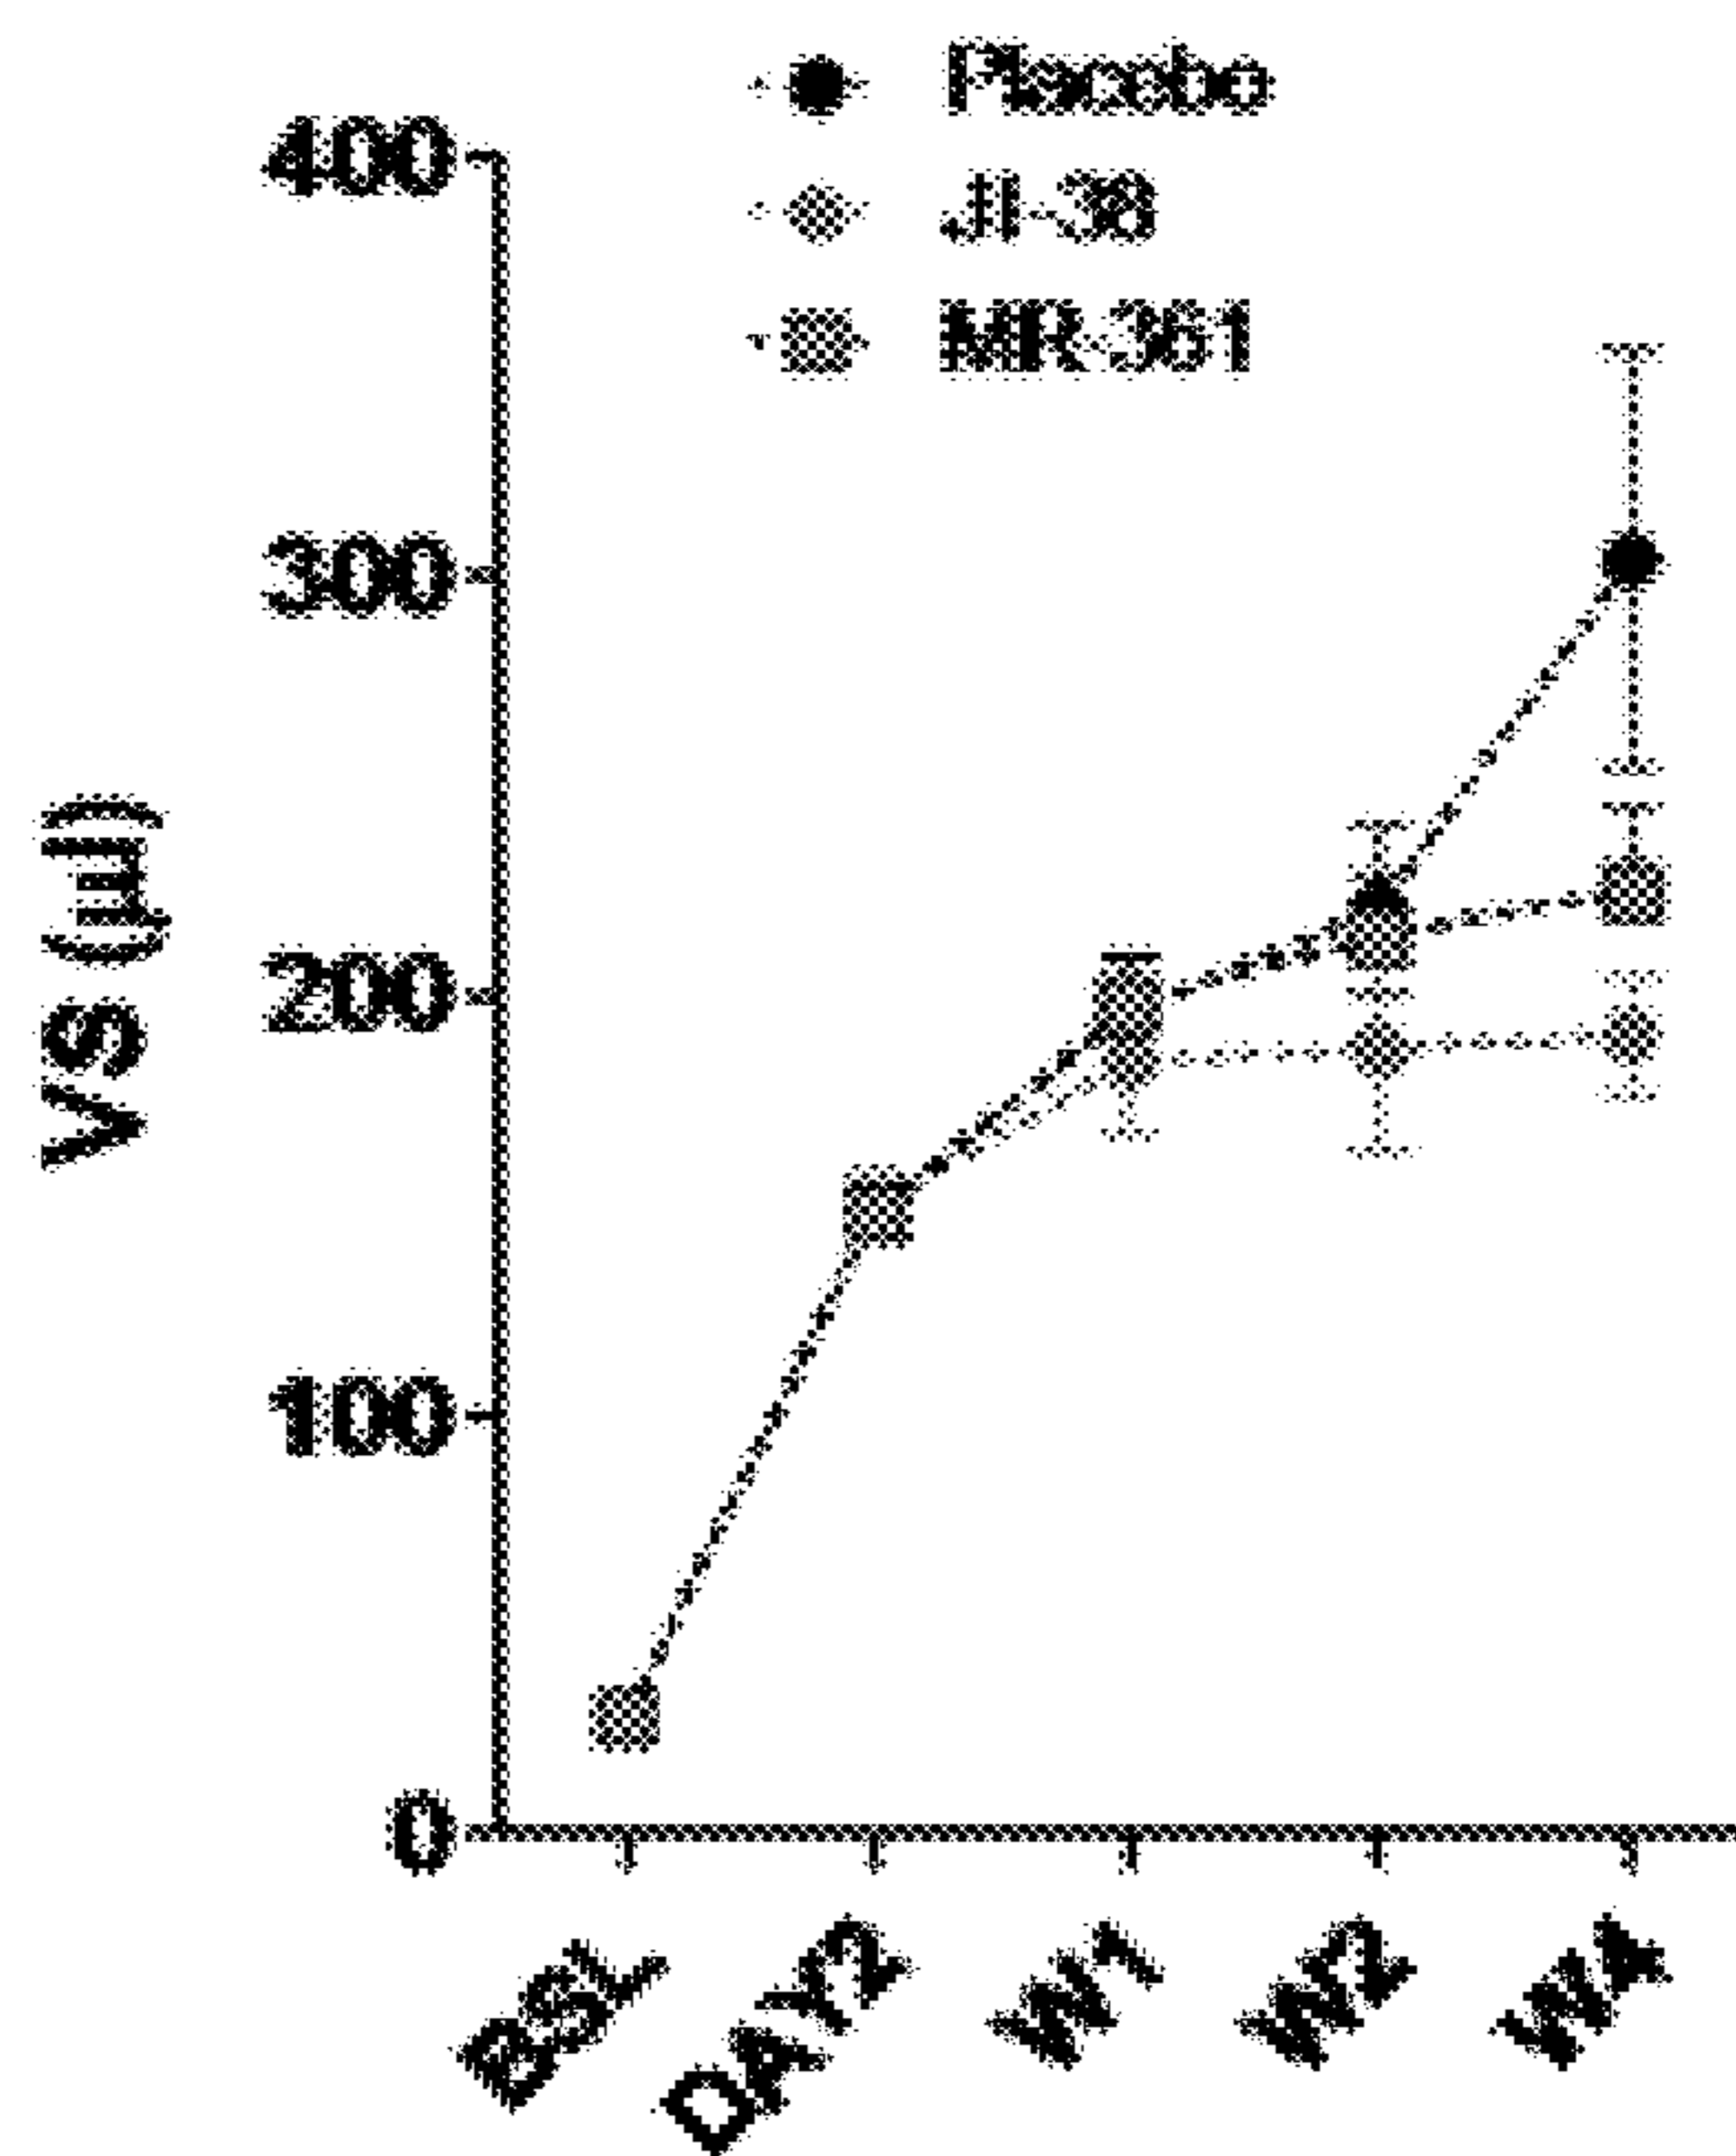 Placebo
JI-38
MR-361
400
300
200
100
0
VS (µl)
BSL
DAY2
W1
W2
W4